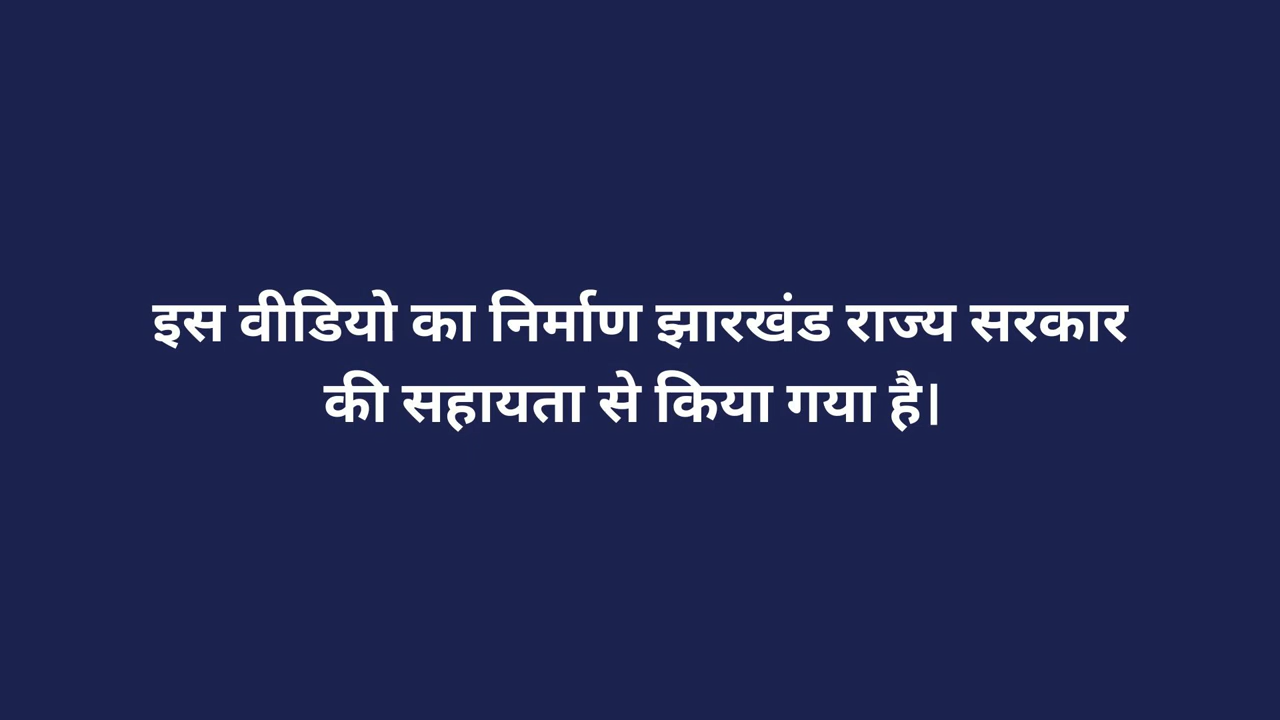 इस वीडियो का निर्माण झारखंड राज्य सरकार
की सहायता से किया गया है।